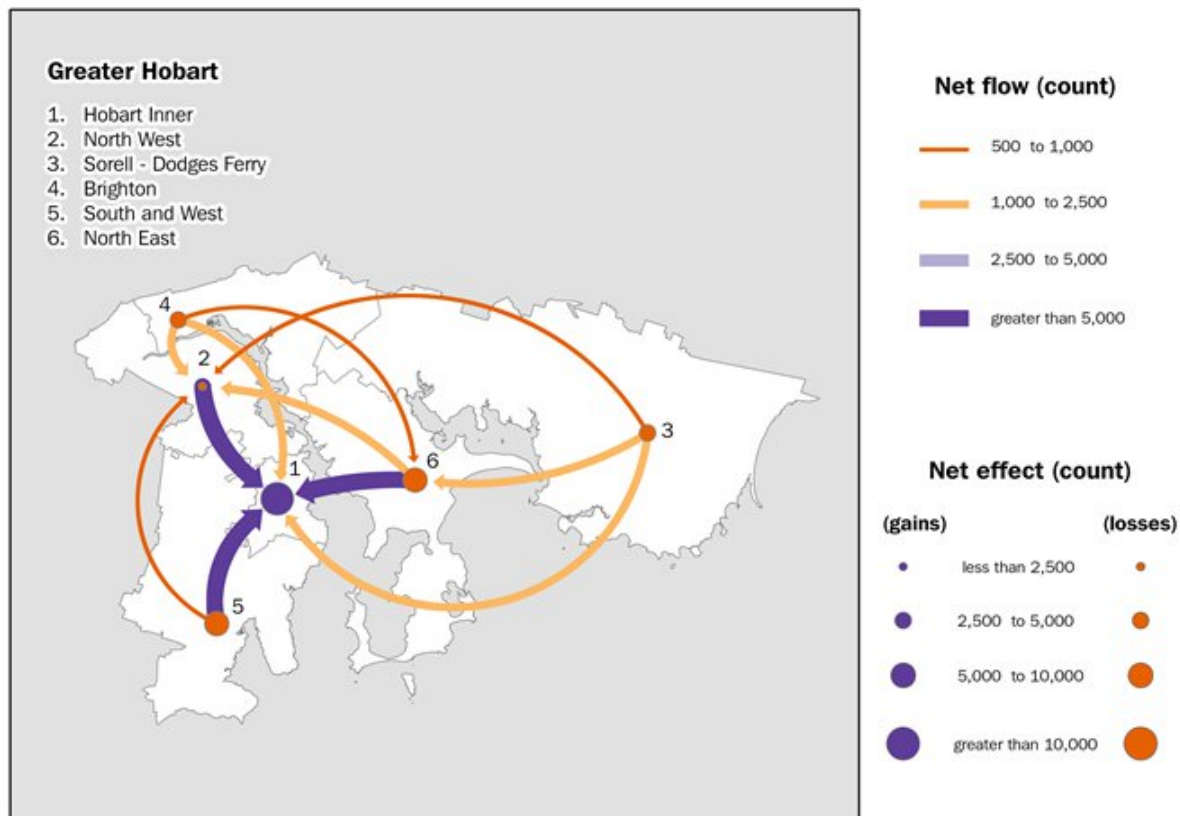 Greater Hobart
1. Hobart Inner
2. North West
3. Sorell - Dodges Ferry
4. Brighton
5. South and West
6. North East
4
2
3
1
6
5
Net flow (count)
500 to 1,000
1,000 to 2,500
2,500 to 5,000
greater than 5,000
Net effect (count)
(gains) (losses)
less than 2,500
2,500 to 5,000
5,000 to 10,000
greater than 10,000